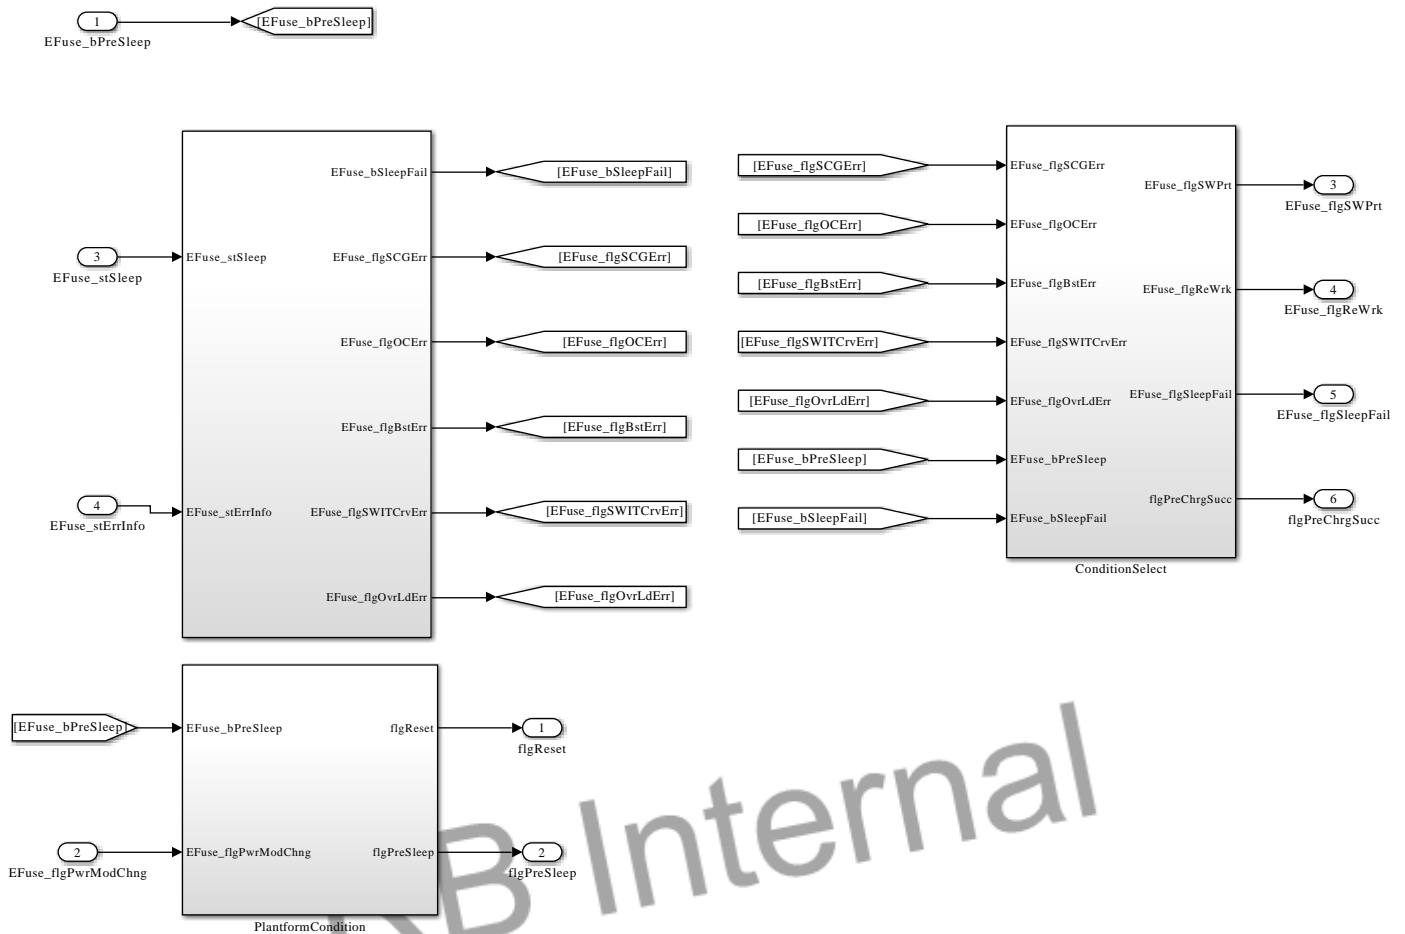 1
[EFuse_bPreSleep]
EFuse_bPreSleep
EFuse_bSleepFail
[EFuse_bSleepFail]
3
EFuse_stSleep
EFuse_stSleep
EFuse_flgSCGErr
[EFuse_flgSCGErr]
EFuse_flgOCErr
[EFuse_flgOCErr]
EFuse_flgBstErr
[EFuse_flgBstErr]
4
EFuse_stErrInfo
EFuse_stErrInfo
EFuse_flgSWITCrvErr
[EFuse_flgSWITCrvErr]
EFuse_flgOvrLdErr
[EFuse_flgOvrLdErr]
[EFuse_flgSCGErr]
EFuse_flgSCGErr
EFuse_flgSWPrt
3
EFuse_flgSWPrt
[EFuse_flgOCErr]
EFuse_flgOCErr
[EFuse_flgBstErr]
EFuse_flgBstErr
EFuse_flgReWrk
4
EFuse_flgReWrk
[EFuse_flgSWITCrvErr]
EFuse_flgSWITCrvErr
[EFuse_flgOvrLdErr]
EFuse_flgOvrLdErr
EFuse_flgSleepFail
5
EFuse_flgSleepFail
[EFuse_bPreSleep]
EFuse_bPreSleep
flgPreChrgSucc
6
flgPreChrgSucc
[EFuse_bSleepFail]
EFuse_bSleepFail
ConditionSelect
[EFuse_bPreSleep]
EFuse_bPreSleep
flgReset
1
flgReset
2
EFuse_flgPwrModChng
EFuse_flgPwrModChng
flgPreSleep
2
flgPreSleep
PlantformCondition
Internal